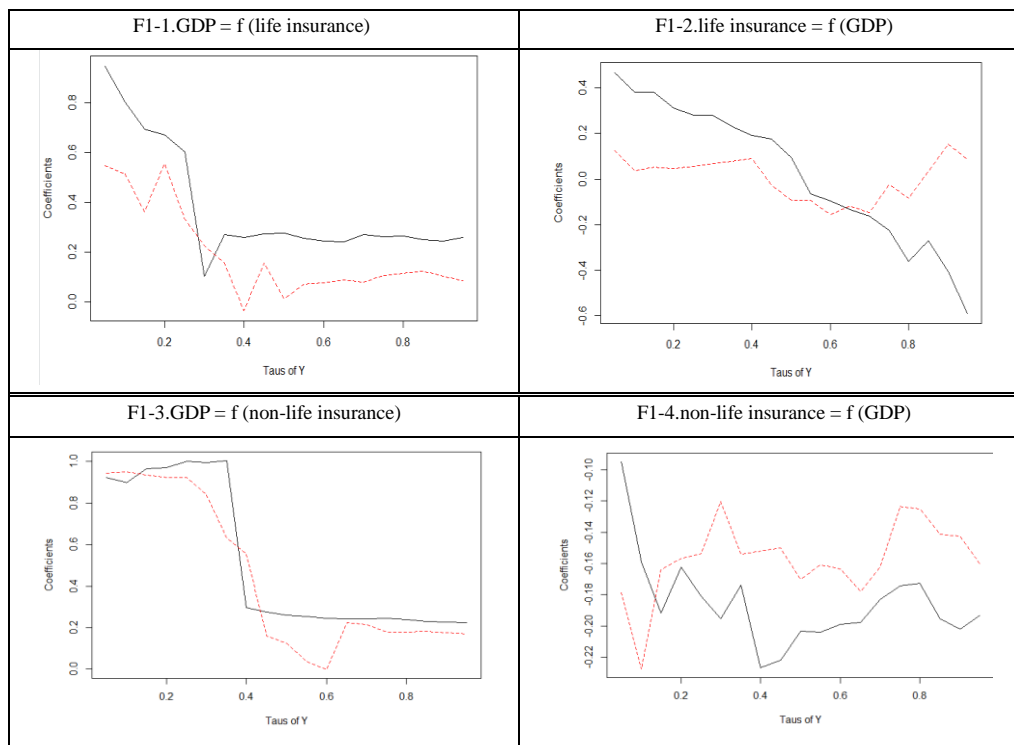 F1-1.GDP = f (life insurance)
F1-2.life insurance = f (GDP)
Coefficients
0.0 0.2 0.4 0.6 0.8
0.2 0.4 0.6 0.8
Taus of Y
Coefficients
-0.6 -0.4 -0.2 0.0 0.2 0.4
0.2 0.4 0.6 0.8
Taus of Y
F1-3.GDP = f (non-life insurance)
F1-4.non-life insurance = f (GDP)
Coefficients
0.0 0.2 0.4 0.6 0.8 1.0
0.2 0.4 0.6 0.8
Taus of Y
Coefficients
-0.22 -0.20 -0.18 -0.16 -0.14 -0.12 -0.10
0.2 0.4 0.6 0.8
Taus of Y